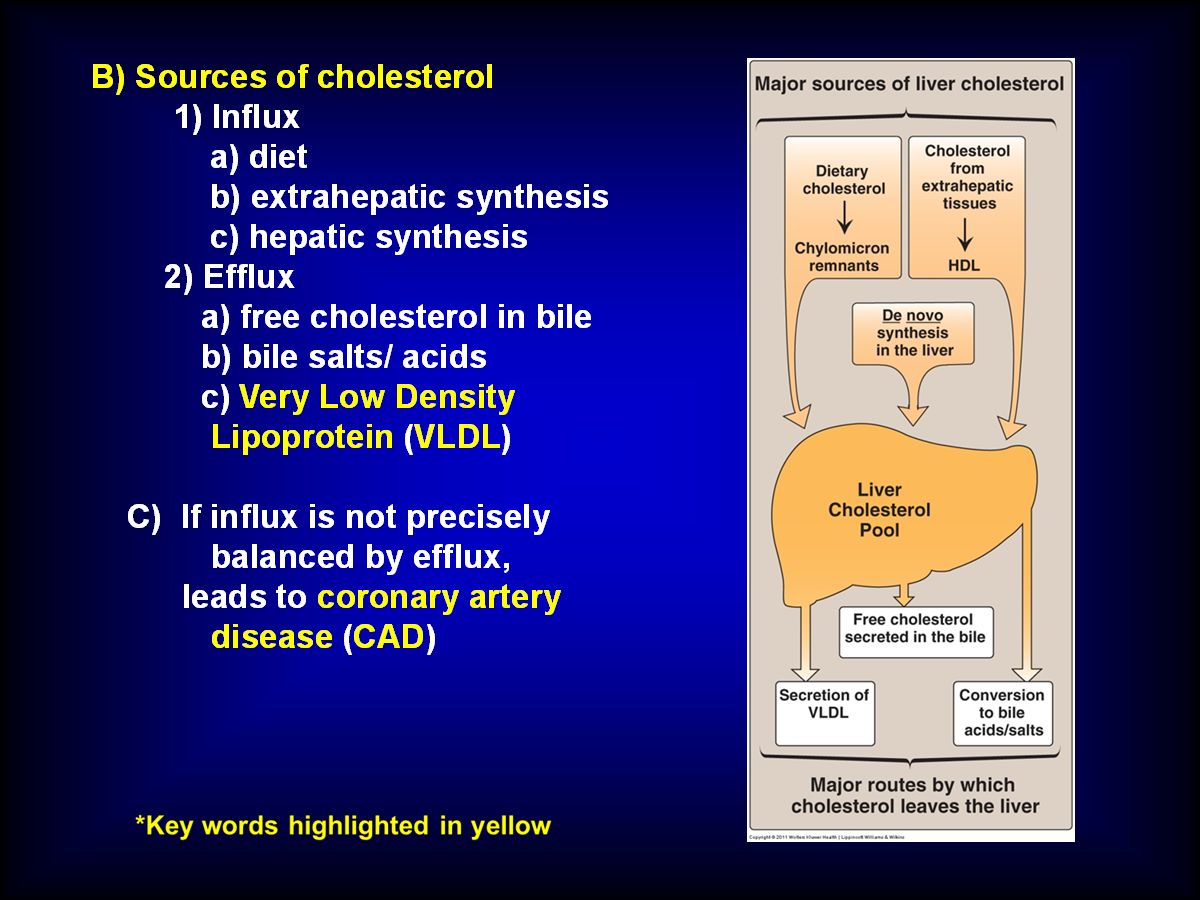 B) Sources of cholesterol
1) Influx
a) diet
b) extrahepatic synthesis
c) hepatic synthesis
2) Efflux
a) free cholesterol in bile
b) bile salts/ acids
c) Very Low Density
Lipoprotein (VLDL)
C) If influx is not precisely
balanced by efflux,
leads to coronary artery
disease (CAD)
*Key words highlighted in yellow
Major sources of liver cholesterol
Dietary
cholesterol
Chylomicron
remnants
Cholesterol
from
extrahepatic
tissues
HDL
De novo
synthesis
in the liver
Liver
Cholesterol
Pool
Free cholesterol
secreted in the bile
Secretion of
VLDL
Conversion
to bile
acids/salts
Major routes by which
cholesterol leaves the liver
Copyright © 2011 Wolters Kluwer Health | Lippincott Williams & Wilkins